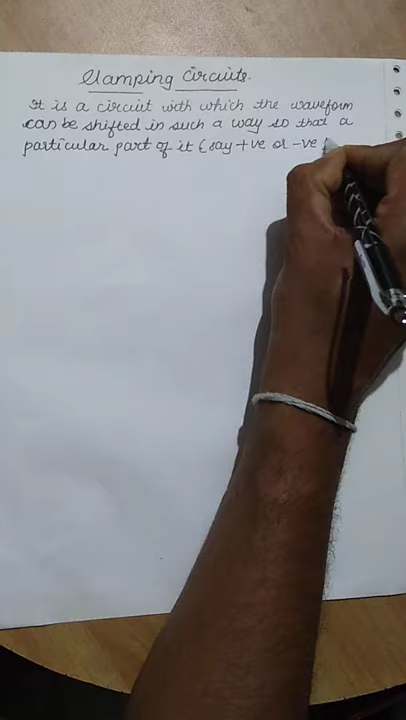 Clamping Circuits.
It is a circuit with which the waveform
can be shifted in such a way so that a
particular part of it (say +ve or -ve